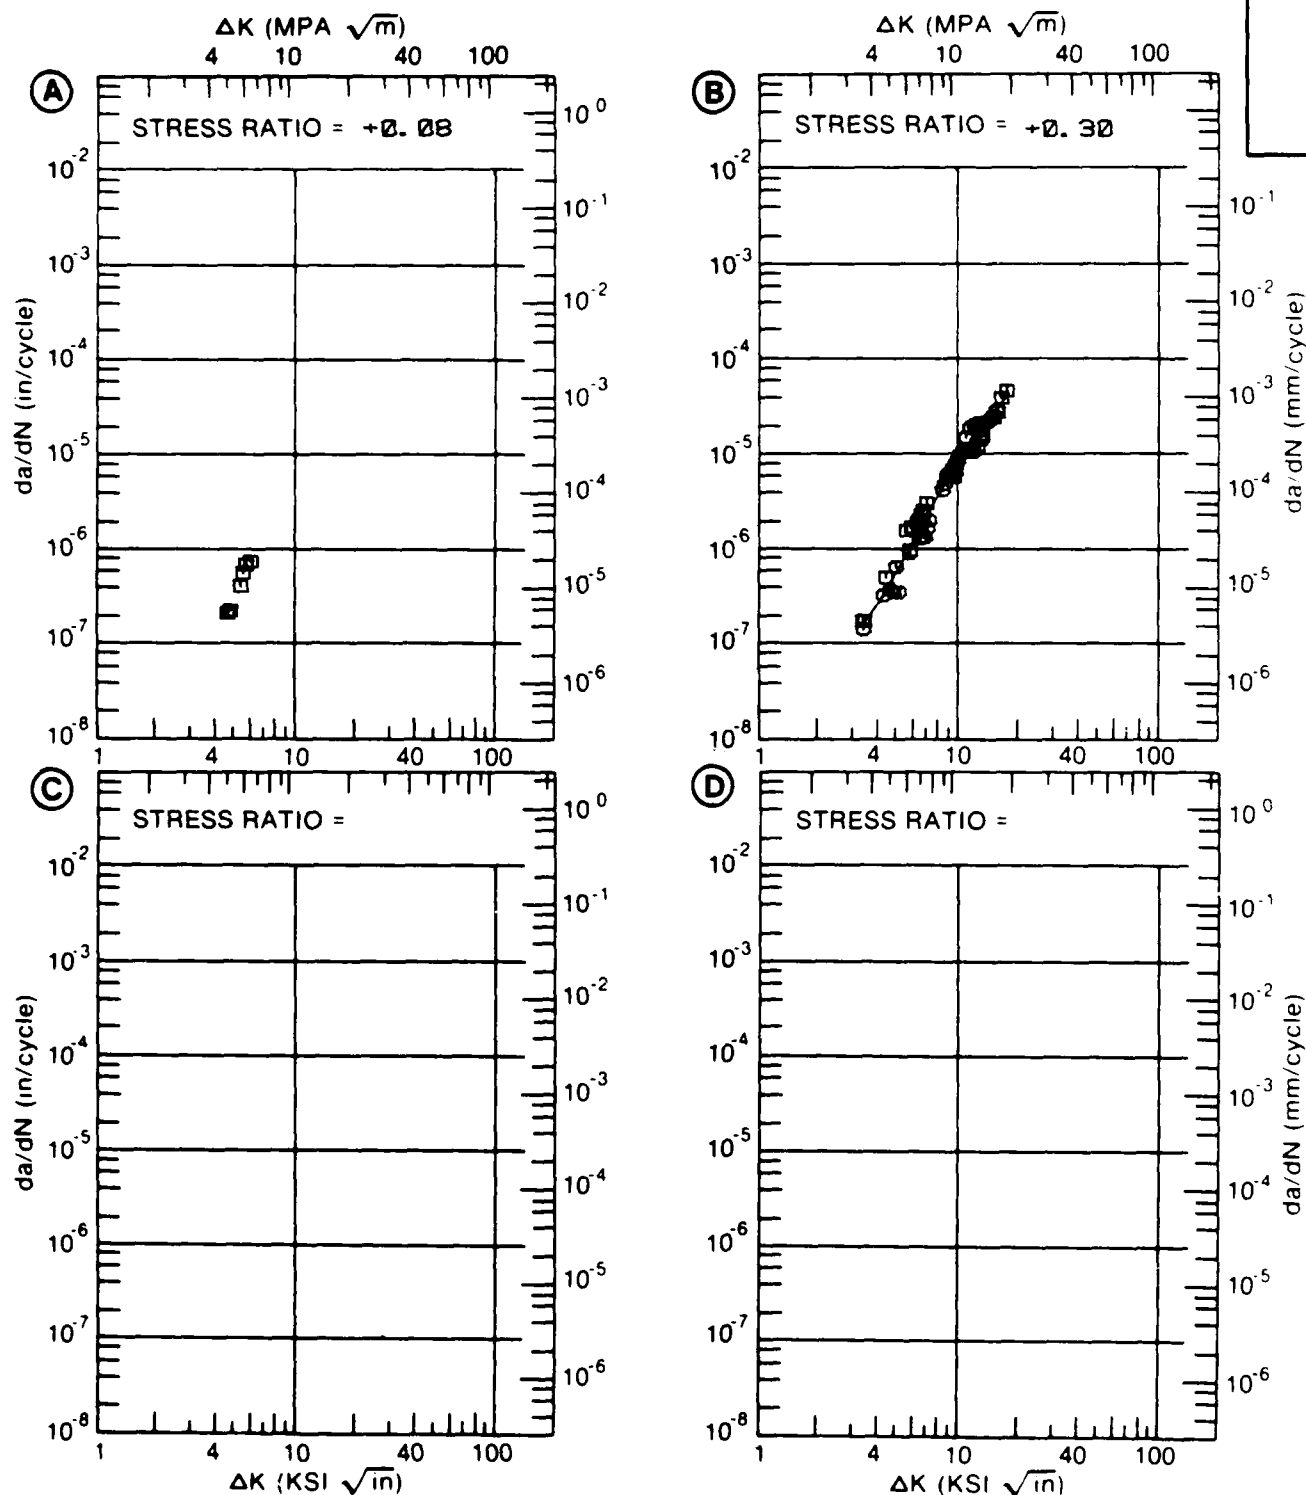 ΔK (MPA √m) ΔK (MPA √m)
4 10 40 100 4 10 40 100
A B
STRESS RATIO = +0.08 STRESS RATIO = +0.30
10^0
10^-2 10^-2
10^-1 10^-1
10^-3 10^-3
10^-2 10^-2
10^-4 10^-4
10^-3 10^-3
10^-5 10^-5
10^-4 10^-4
10^-6 10^-6
10^-5 10^-5
10^-7 10^-7
10^-6 10^-6
10^-8 10^-8
da/dN (in/cycle) da/dN (mm/cycle)
1 4 10 40 100 1 4 10 40 100
C D
STRESS RATIO = STRESS RATIO =
10^0 10^0
10^-2 10^-2
10^-1 10^-1
10^-3 10^-3
10^-2 10^-2
10^-4 10^-4
10^-3 10^-3
10^-5 10^-5
10^-4 10^-4
10^-6 10^-6
10^-5 10^-5
10^-7 10^-7
10^-6 10^-6
10^-8 10^-8
da/dN (in/cycle) da/dN (mm/cycle)
1 4 10 40 100 1 4 10 40 100
ΔK (KSI √in) ΔK (KSI √in)